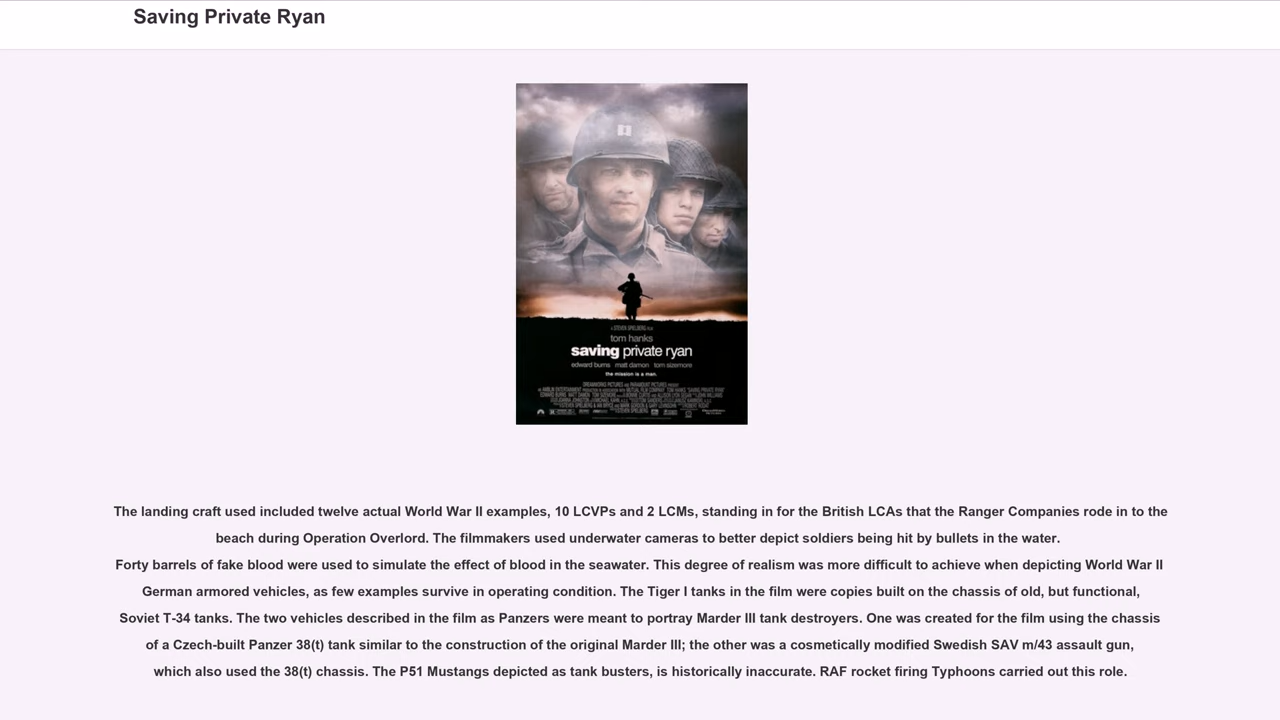 Saving Private Ryan
A STEVEN SPIELBERG FILM
tom hanks
saving private ryan
edward burns matt damon tom sizemore
the mission is a man.
DREAMWORKS PICTURES AND PARAMOUNT PICTURES PRESENT
The landing craft used included twelve actual World War II examples, 10 LCVPs and 2 LCMs, standing in for the British LCAs that the Ranger Companies rode in to the
beach during Operation Overlord. The filmmakers used underwater cameras to better depict soldiers being hit by bullets in the water.
Forty barrels of fake blood were used to simulate the effect of blood in the seawater. This degree of realism was more difficult to achieve when depicting World War II
German armored vehicles, as few examples survive in operating condition. The Tiger I tanks in the film were copies built on the chassis of old, but functional,
Soviet T-34 tanks. The two vehicles described in the film as Panzers were meant to portray Marder III tank destroyers. One was created for the film using the chassis
of a Czech-built Panzer 38(t) tank similar to the construction of the original Marder III; the other was a cosmetically modified Swedish SAV m/43 assault gun,
which also used the 38(t) chassis. The P51 Mustangs depicted as tank busters, is historically inaccurate. RAF rocket firing Typhoons carried out this role.